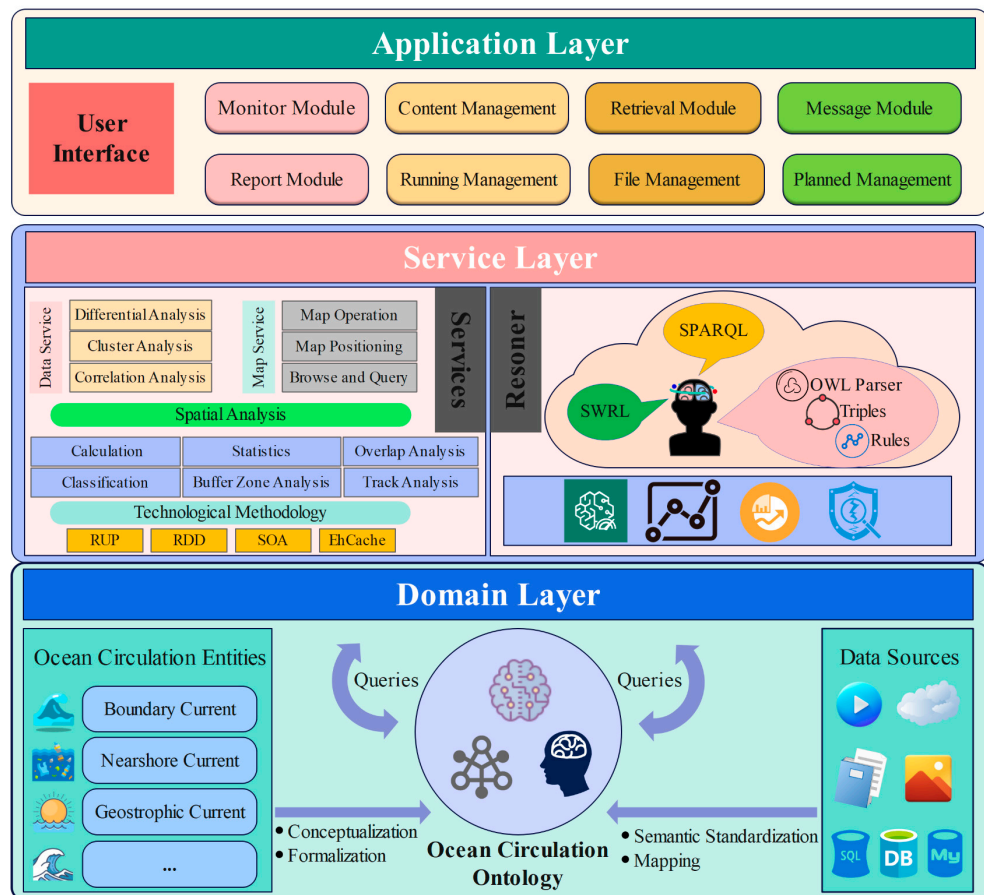 Application Layer
User
Interface
Monitor Module
Content Management
Retrieval Module
Message Module
Report Module
Running Management
File Management
Planned Management
Service Layer
Data Service
Differential Analysis
Cluster Analysis
Correlation Analysis
Map Service
Map Operation
Map Positioning
Browse and Query
Services
Spatial Analysis
Calculation
Statistics
Overlap Analysis
Classification
Buffer Zone Analysis
Track Analysis
Technological Methodology
RUP
RDD
SOA
EhCache
Resoner
SPARQL
SWRL
OWL Parser
Triples
Rules
Domain Layer
Ocean Circulation Entities
Boundary Current
Nearshore Current
Geostrophic Current
...
Queries
Queries
• Conceptualization
• Formalization
Ocean Circulation
Ontology
• Semantic Standardization
• Mapping
Data Sources
SQL
DB
My